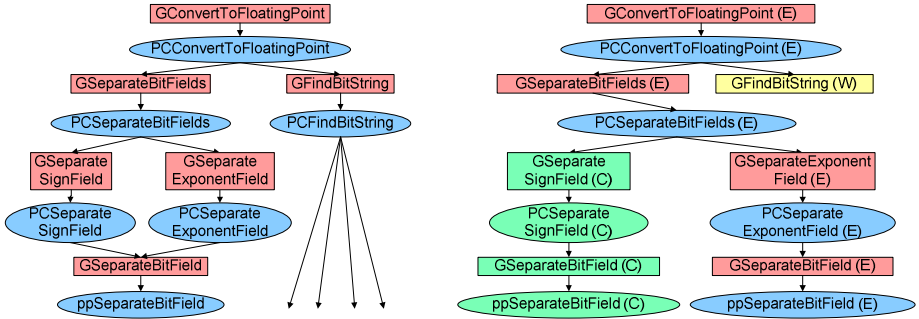 GConvertToFloatingPoint
PCConvertToFloatingPoint
GSeparateBitFields
GFindBitString
PCSeparateBitFields
PCFindBitString
GSeparate
SignField
GSeparate
ExponentField
PCSeparate
SignField
PCSeparate
ExponentField
GSeparateBitField
ppSeparateBitField
GConvertToFloatingPoint (E)
PCConvertToFloatingPoint (E)
GSeparateBitFields (E)
GFindBitString (W)
PCSeparateBitFields (E)
GSeparate
SignField (C)
GSeparateExponent
Field (E)
PCSeparate
SignField (C)
PCSeparate
ExponentField (E)
GSeparateBitField (C)
GSeparateBitField (E)
ppSeparateBitField (C)
ppSeparateBitField (E)